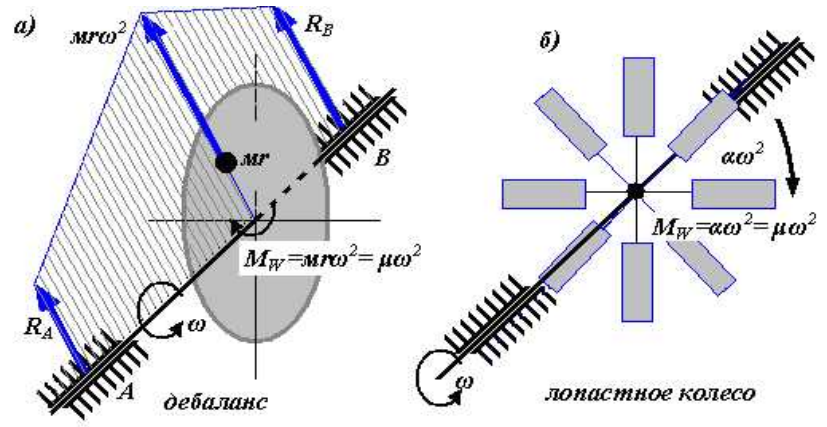 а)
мrω²
R_B
мr
B
M_W=мrω²= μω²
R_A
ω
A
дебаланс
б)
αω²
M_W=αω²= μω²
ω
лопастное колесо